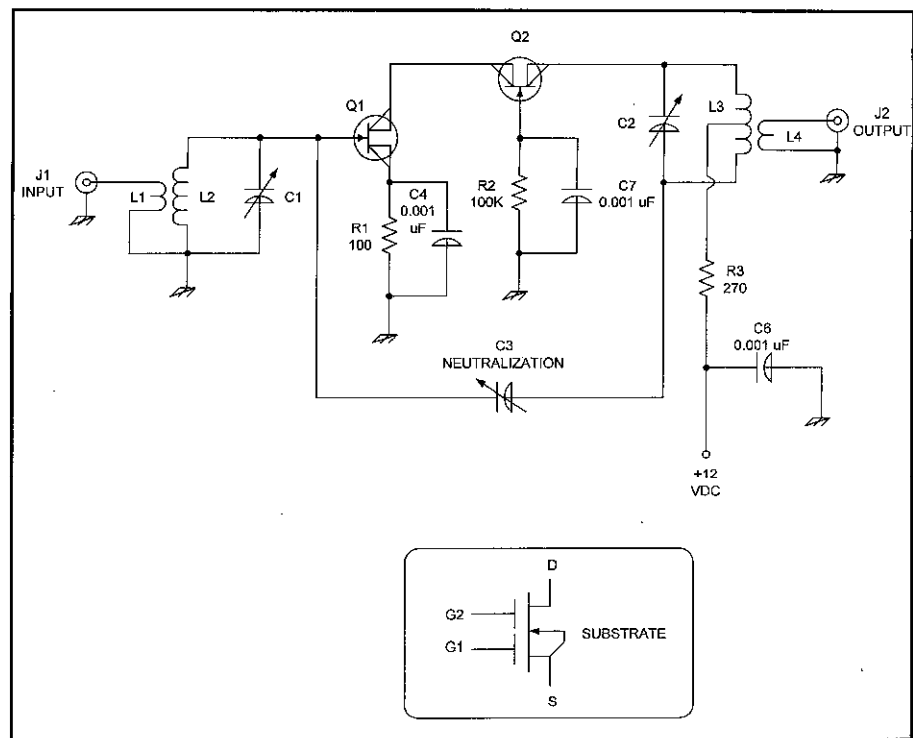 Q2
Q1
J1
INPUT
L1
L2
C1
C4
0.001
uF
R1
100
R2
100K
C7
0.001 uF
C2
L3
L4
J2
OUTPUT
R3
270
C6
0.001 uF
C3
NEUTRALIZATION
+12
VDC
D
G2
G1
SUBSTRATE
S